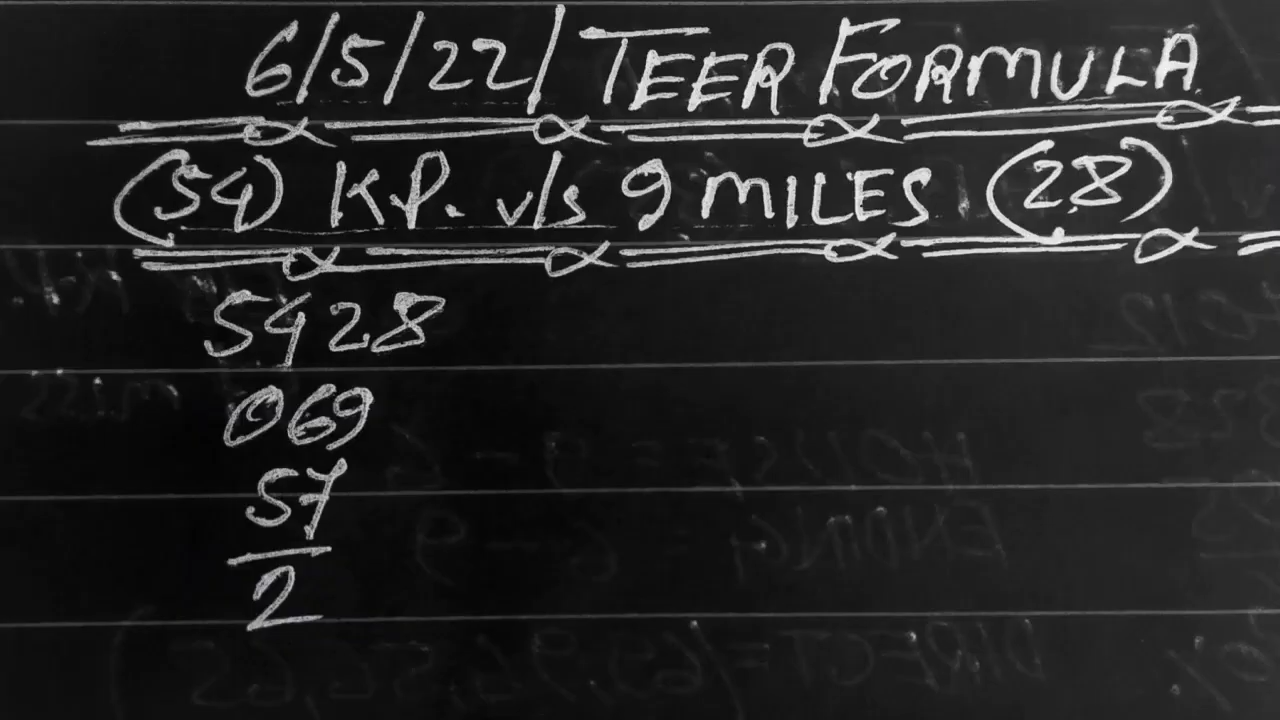 6/5/22/ TEER FORMULA
(54) K.P. v/s 9 MILES (28)
5428
069
57
2